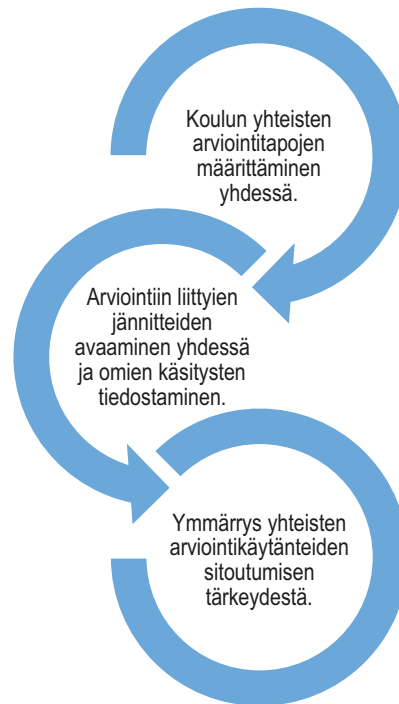 Koulun yhteisten
arviointitapojen
määrittäminen
yhdessä.
Arviointiin liittyien
jännitteiden
avaaminen yhdessä
ja omien käsitysten
tiedostaminen.
Ymmärrys yhteisten
arviointikäytänteiden
sitoutumisen
tärkeydestä.